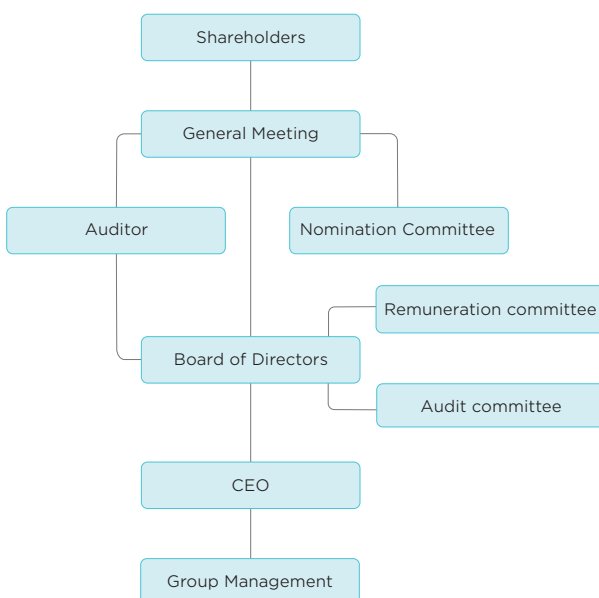 Shareholders
General Meeting
Auditor
Nomination Committee
Remuneration committee
Board of Directors
Audit committee
CEO
Group Management